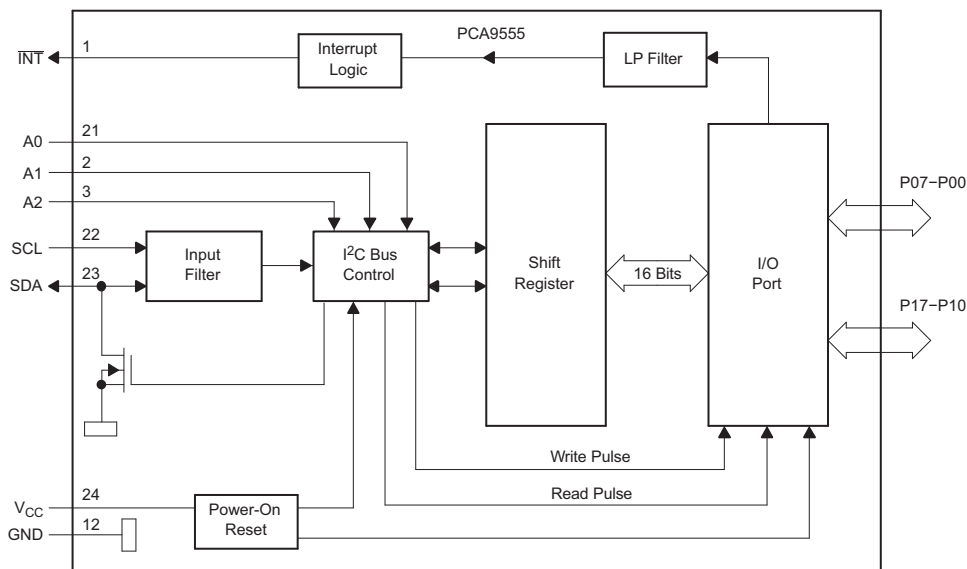 PCA9555
INT
1
Interrupt
Logic
LP Filter
A0
21
A1
2
A2
3
SCL
22
SDA
23
Input
Filter
I²C Bus
Control
Shift
Register
16 Bits
I/O
Port
P07−P00
P17−P10
Write Pulse
Read Pulse
VCC
24
GND
12
Power-On
Reset